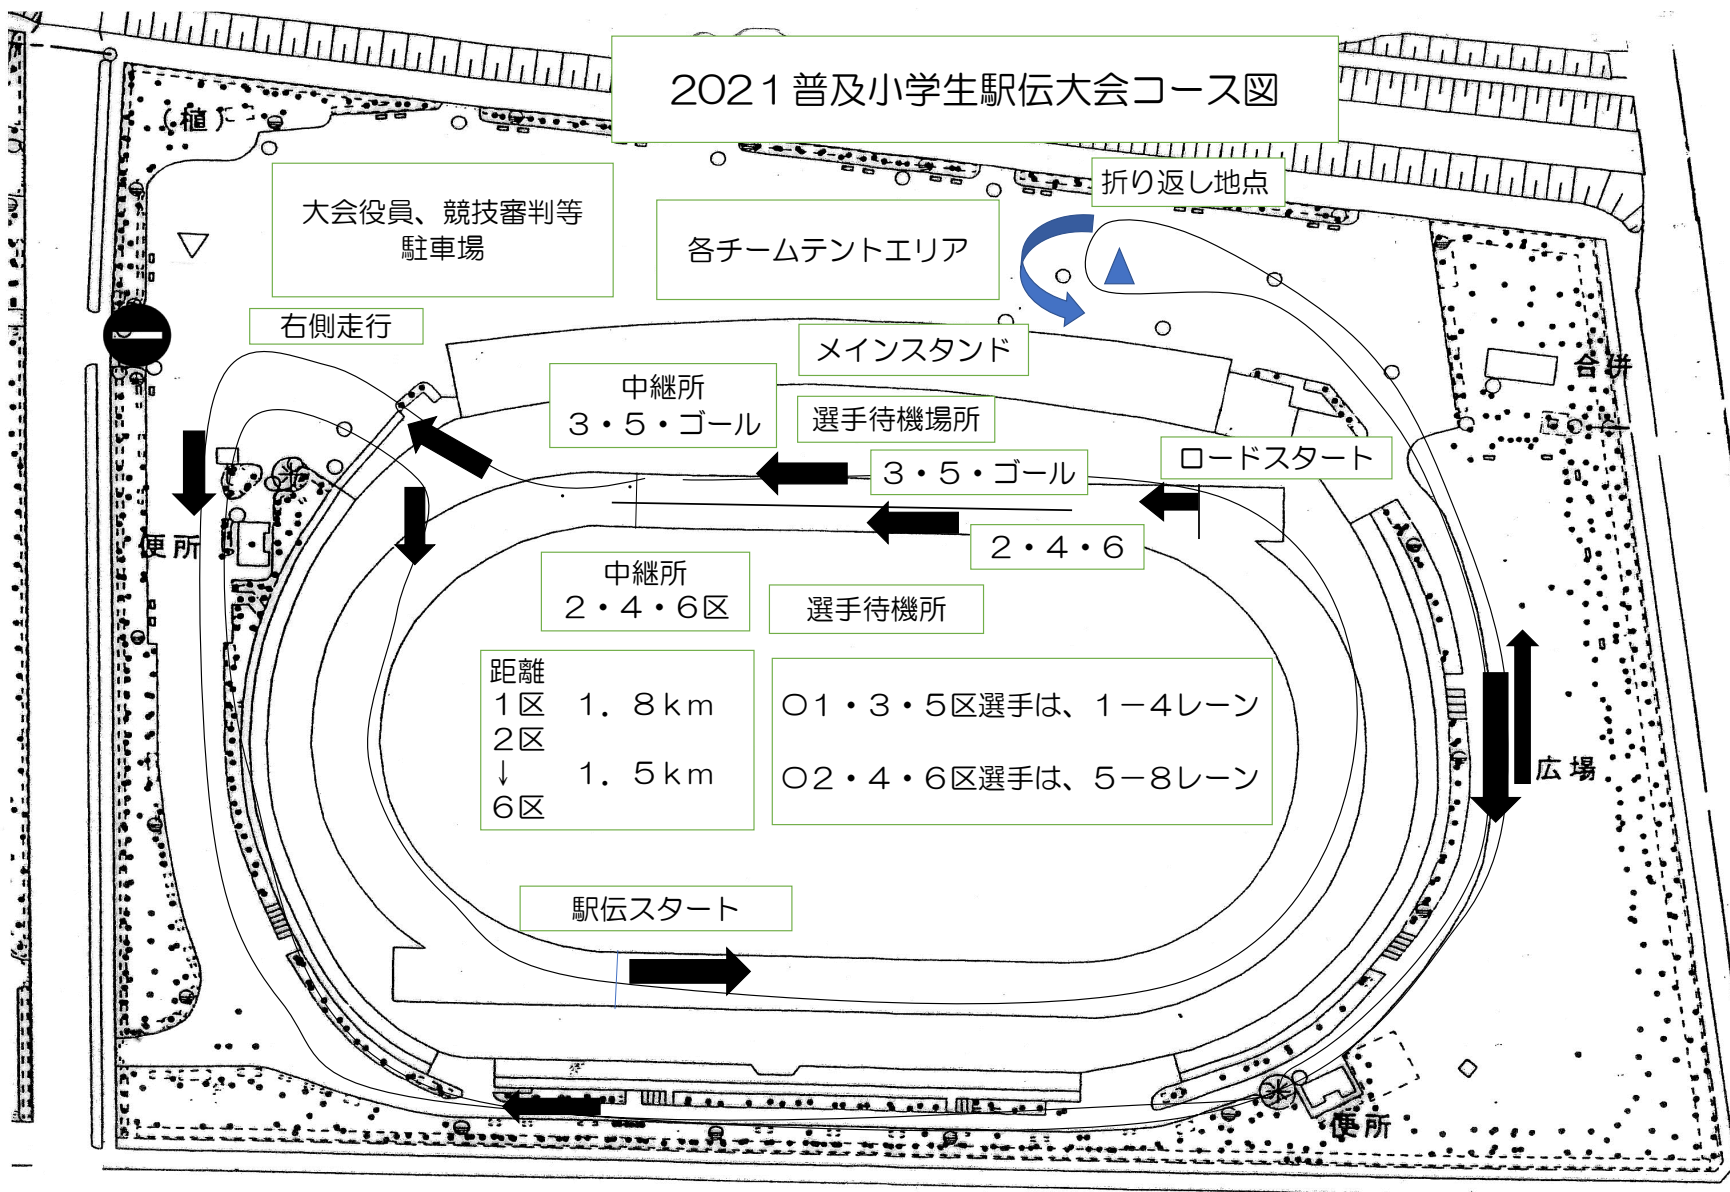 2021普及小学生駅伝大会コース図
(植)
折り返し地点
大会役員、競技審判等
駐車場
各チームテントエリア
右側走行
メインスタンド
合併
中継所
3・5・ゴール
選手待機場所
ロードスタート
3・5・ゴール
便所
2・4・6
中継所
2・4・6区
選手待機所
距離
1区 1.8km
2区
↓ 1.5km
6区
○1・3・5区選手は、1-4レーン
○2・4・6区選手は、5-8レーン
広場
駅伝スタート
便所